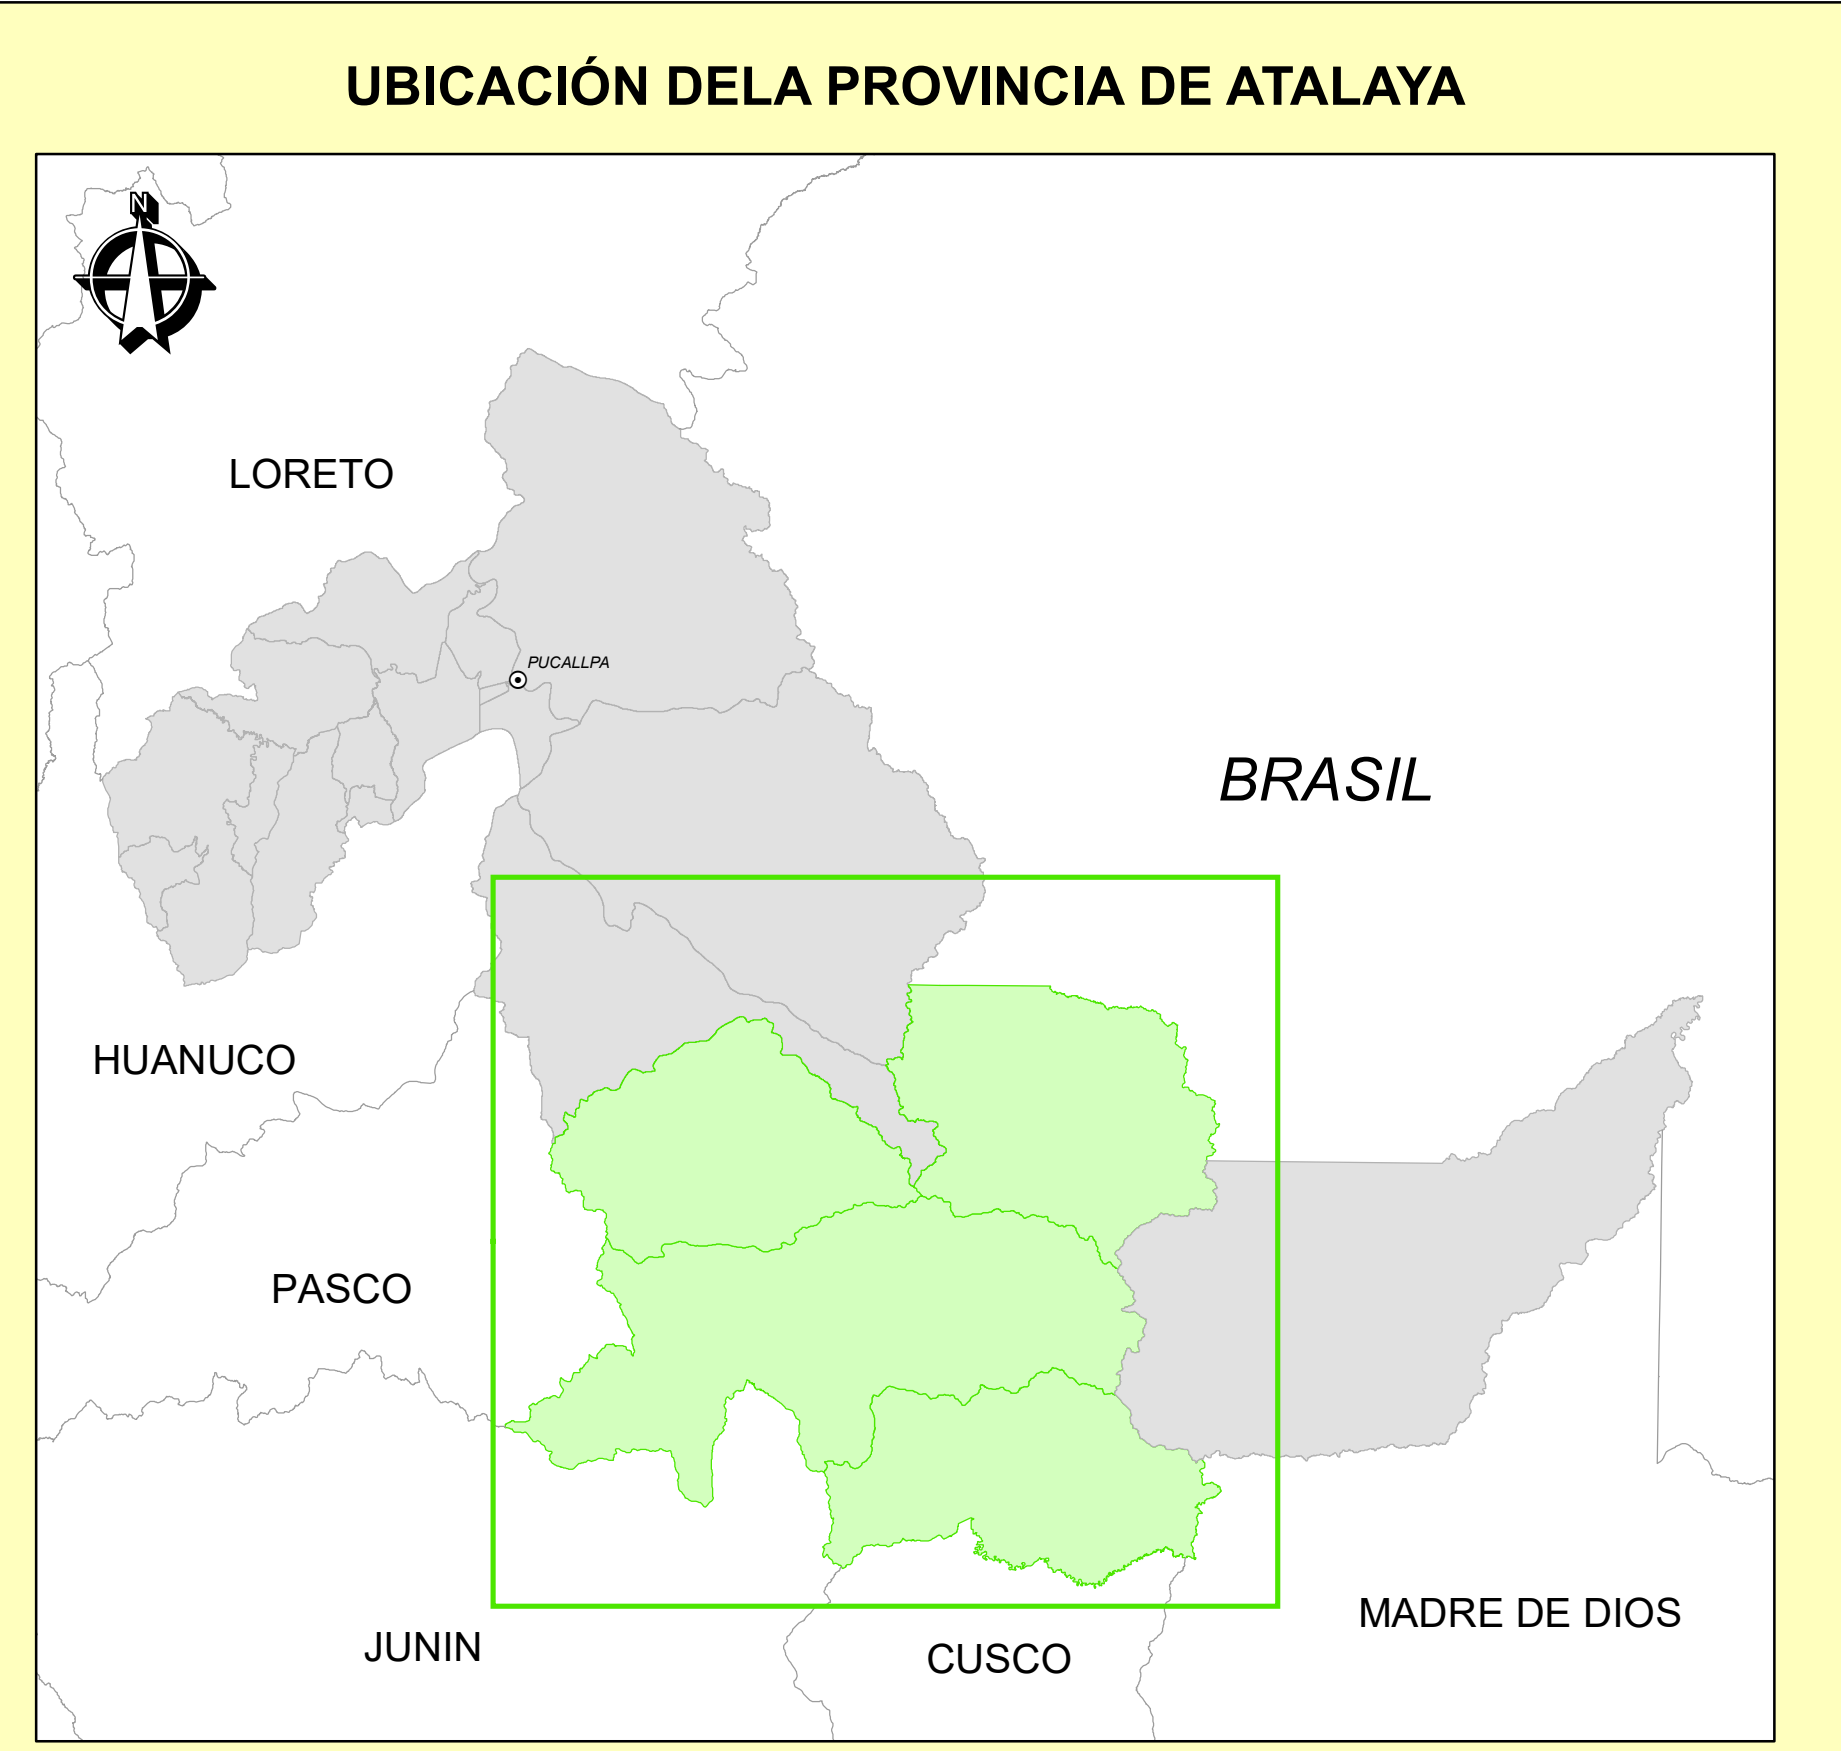 UBICACIÓN DELA PROVINCIA DE ATALAYA
N
LORETO
PUCALLPA
BRASIL
HUANUCO
PASCO
MADRE DE DIOS
JUNIN
CUSCO